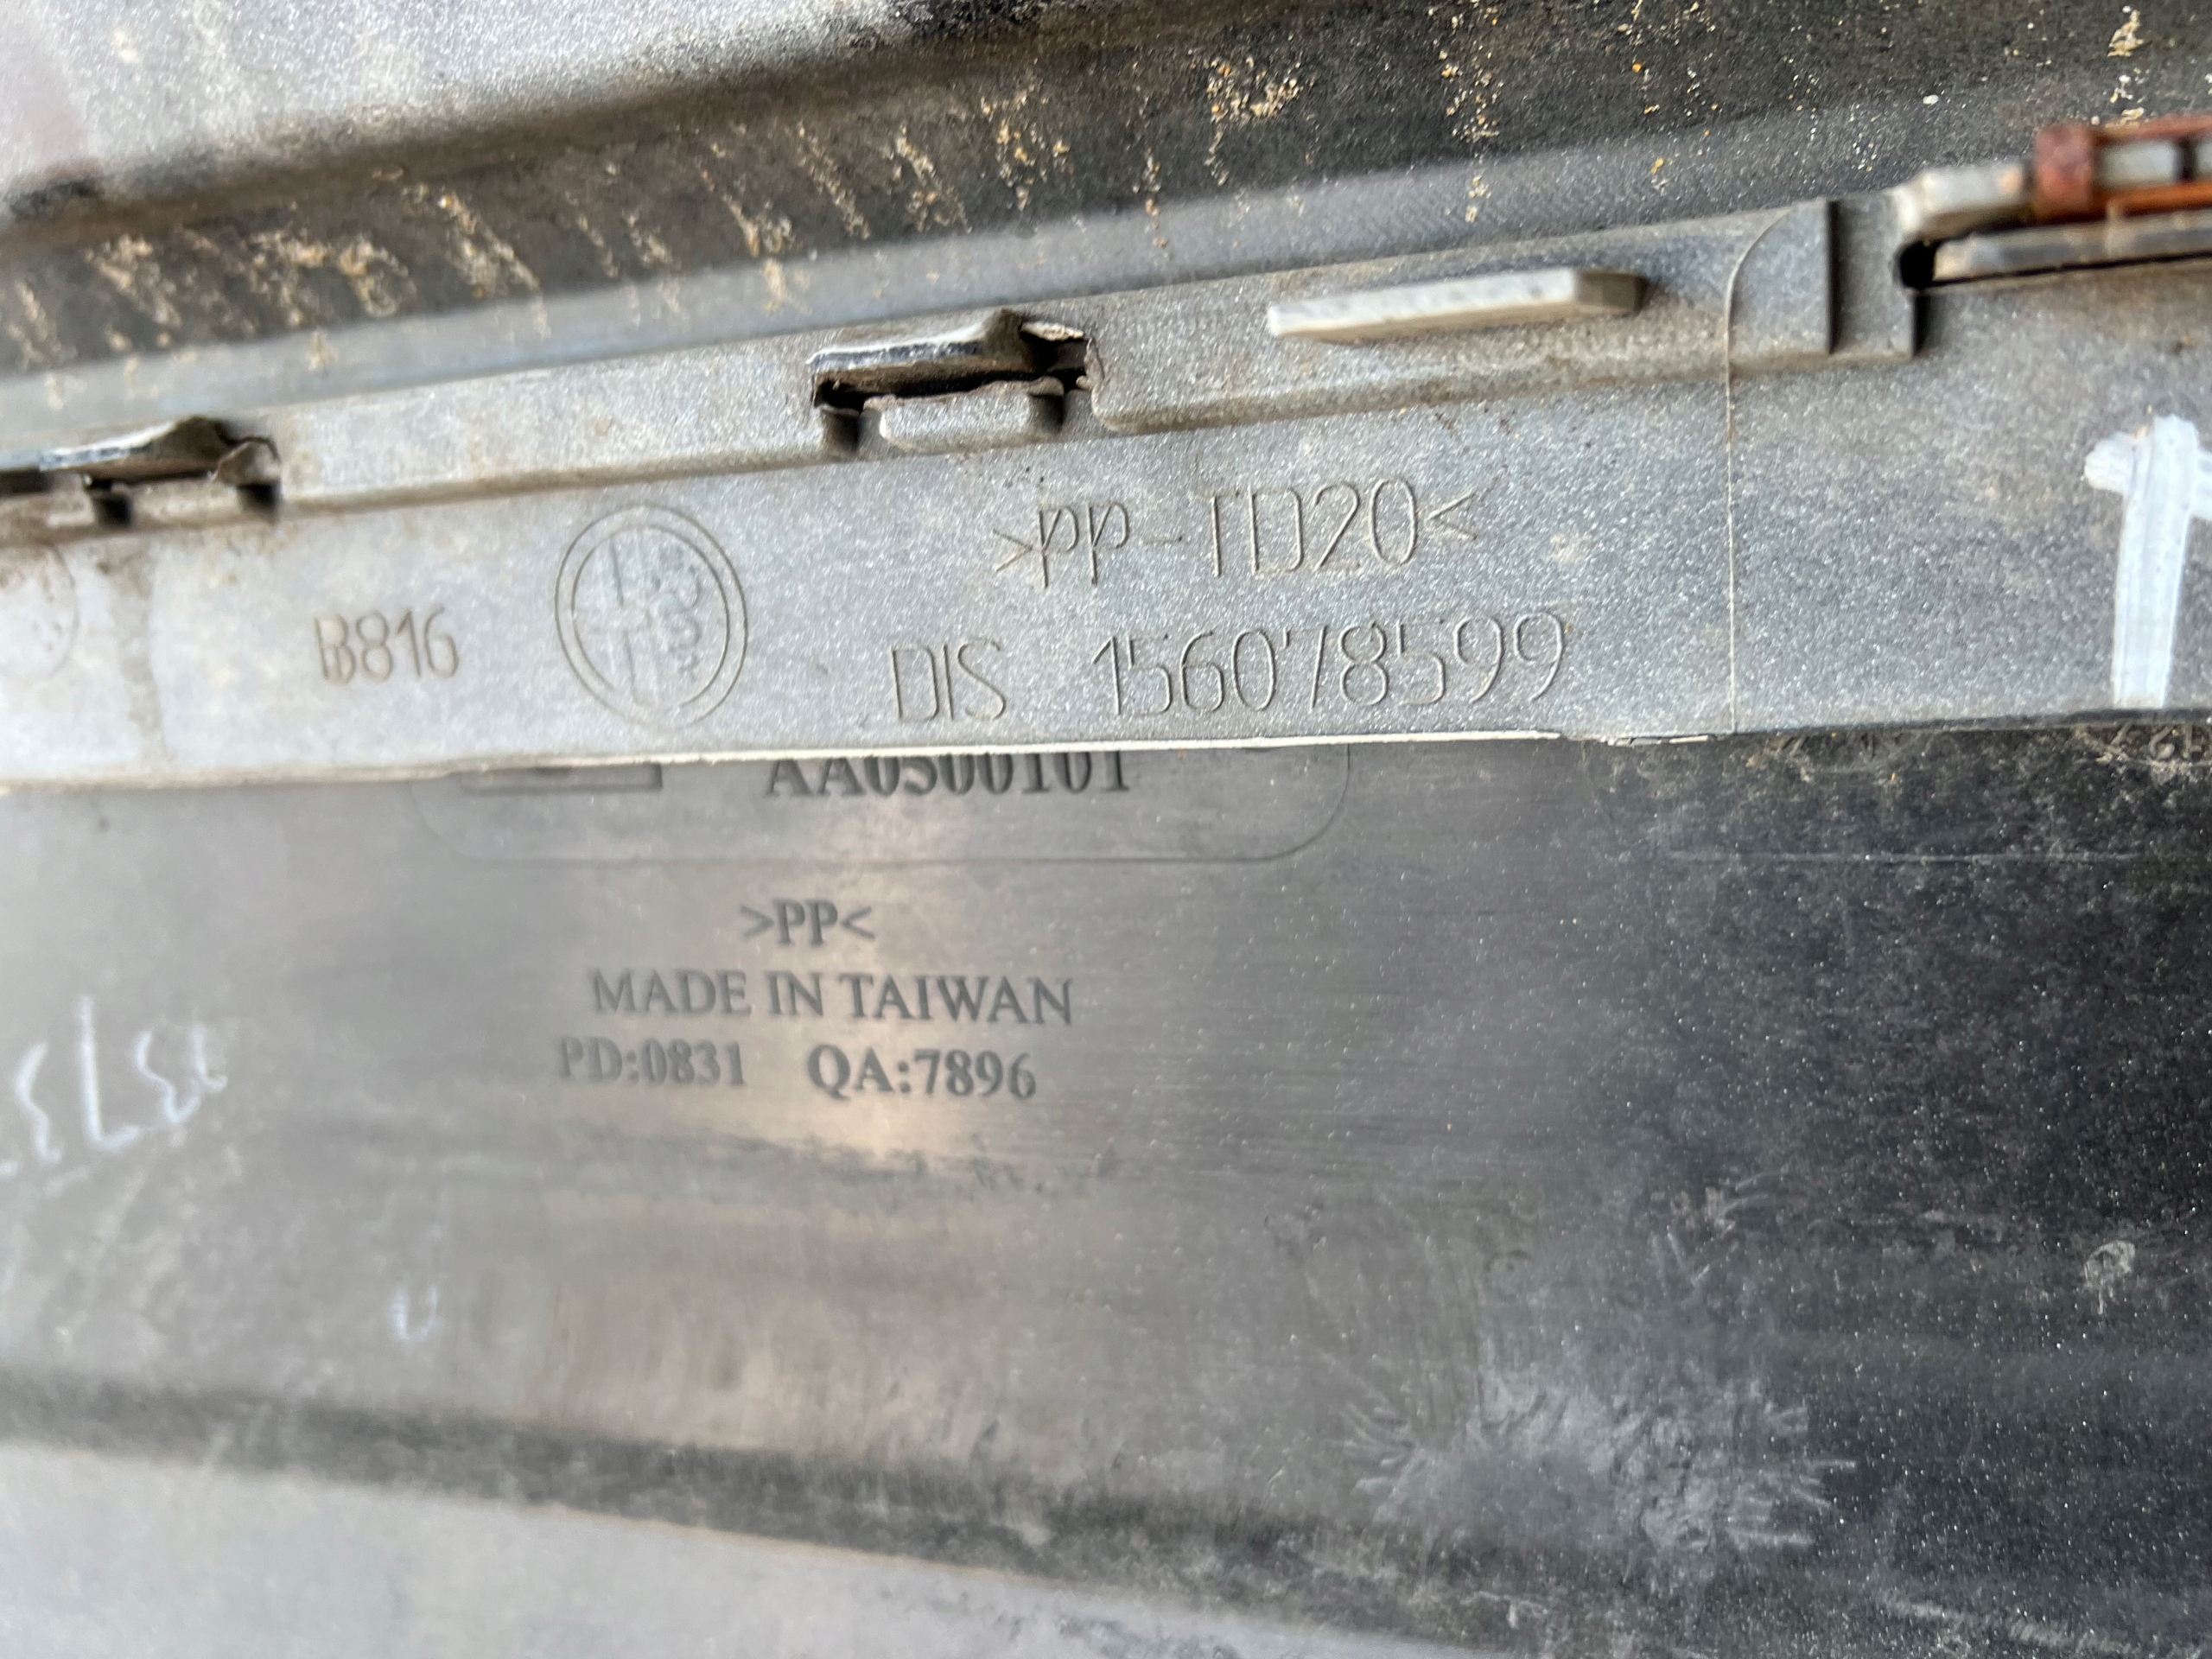 >PP-TD20<
B816
DIS 156078599
AA0500101
>PP<
MADE IN TAIWAN
PD:0831 QA:7896